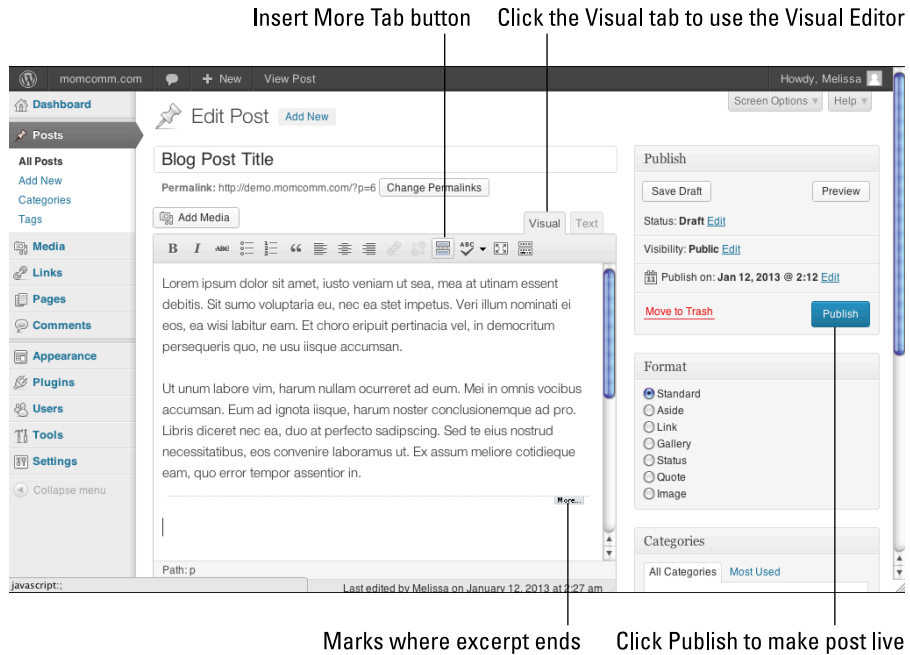 Insert More Tab button Click the Visual tab to use the Visual Editor
momcomm.com + New View Post Howdy, Melissa
Dashboard
Posts
All Posts
Add New
Categories
Tags
Media
Links
Pages
Comments
Appearance
Plugins
Users
Tools
Settings
Collapse menu
Screen Options Help
Edit Post Add New
Blog Post Title
Permalink: http://demo.momcomm.com/?p=6 Change Permalinks
Add Media
Visual Text
B I ABC ABC
Lorem ipsum dolor sit amet, iusto veniam ut sea, mea at utinam essent
debitis. Sit sumo voluptaria eu, nec ea stet impetus. Veri illum nominati ei
eos, ea wisi labitur eam. Et choro eripuit pertinacia vel, in democritum
persequeris quo, ne usu iisque accumsan.
Ut unum labore vim, harum nullam ocurreret ad eum. Mei in omnis vocibus
accumsan. Eum ad ignota iisque, harum noster conclusionemque ad pro.
Libris diceret nec ea, duo at perfecto sadipscing. Sed te eius nostrud
necessitatibus, eos convenire laboramus ut. Ex assum meliore cotidieque
eam, quo error tempor assentior in.
More...
Path: p
Last edited by Melissa on January 12, 2013 at 2:27 am
javascript:;
Publish
Save Draft Preview
Status: Draft Edit
Visibility: Public Edit
Publish on: Jan 12, 2013 @ 2:12 Edit
Move to Trash Publish
Format
Standard
Aside
Link
Gallery
Status
Quote
Image
Categories
All Categories Most Used
Marks where excerpt ends Click Publish to make post live